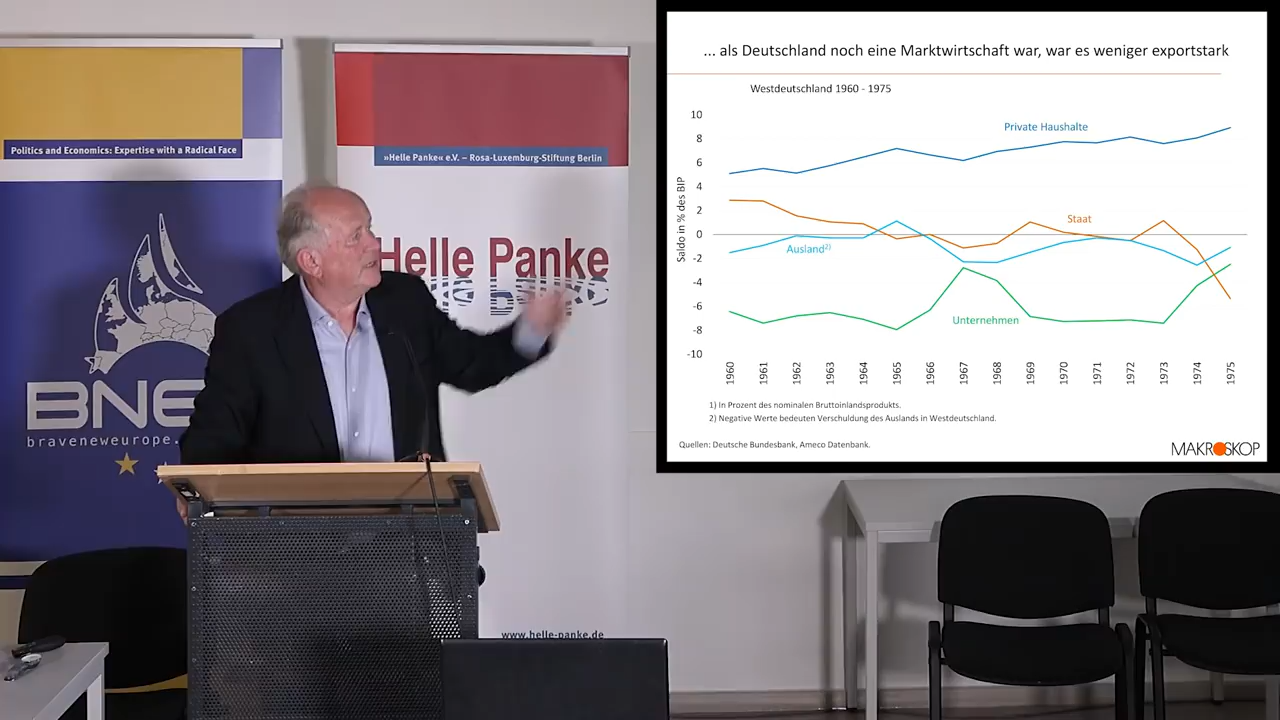 Politics and Economics: Expertise with a Radical Face
BNE
braveneweurope.
»Helle Panke« e.V. – Rosa-Luxemburg-Stiftung Berlin
Helle Panke
www.helle-panke.de
... als Deutschland noch eine Marktwirtschaft war, war es weniger exportstark
Westdeutschland 1960 - 1975
Saldo in % des BIP
10
8
6
4
2
0
-2
-4
-6
-8
-10
Private Haushalte
Staat
Ausland2)
Unternehmen
1960
1961
1962
1963
1964
1965
1966
1967
1968
1969
1970
1971
1972
1973
1974
1975
1) In Prozent des nominalen Bruttoinlandsprodukts.
2) Negative Werte bedeuten Verschuldung des Auslands in Westdeutschland.
Quellen: Deutsche Bundesbank, Ameco Datenbank.
MAKROSKOP